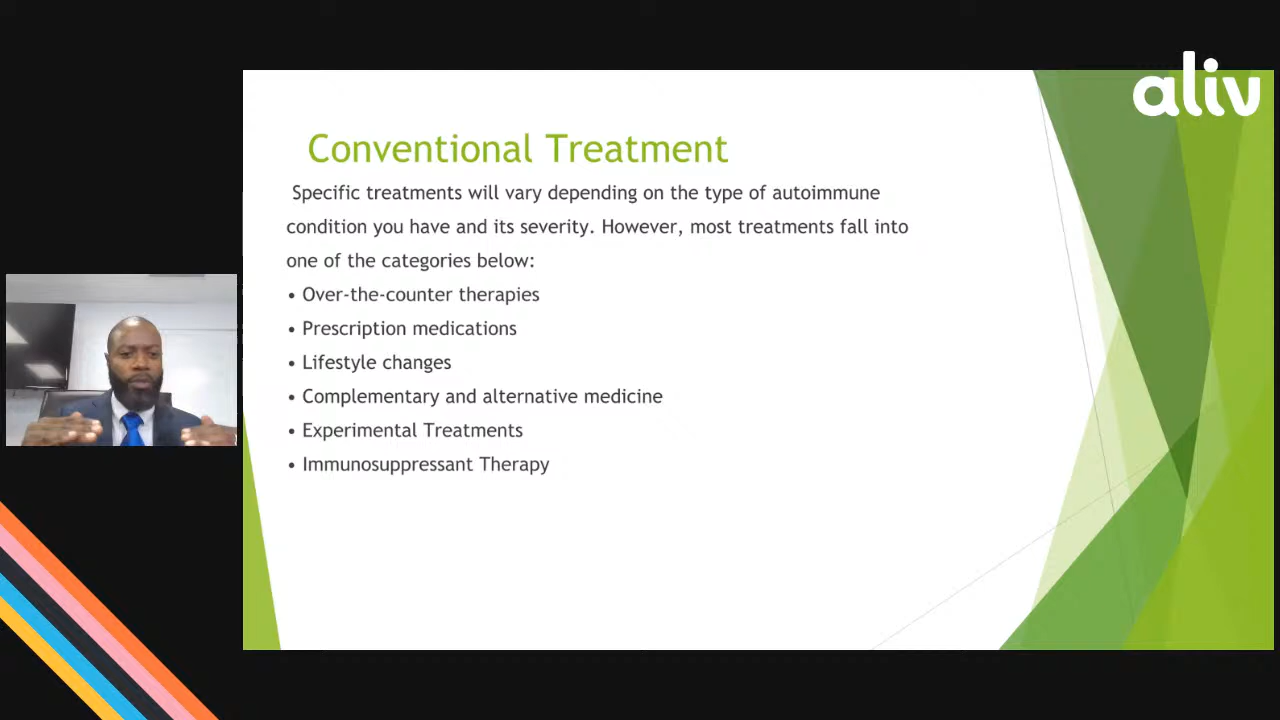 aliv
Conventional Treatment
Specific treatments will vary depending on the type of autoimmune
condition you have and its severity. However, most treatments fall into
one of the categories below:
• Over-the-counter therapies
• Prescription medications
• Lifestyle changes
• Complementary and alternative medicine
• Experimental Treatments
• Immunosuppressant Therapy